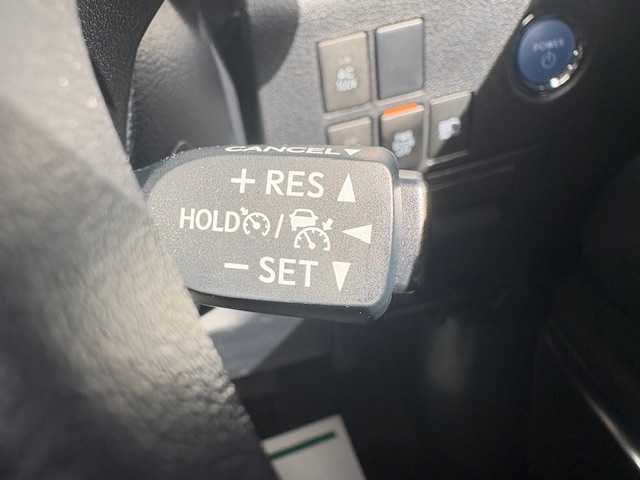 POWER
CANCEL
+ RES
HOLD /
- SET